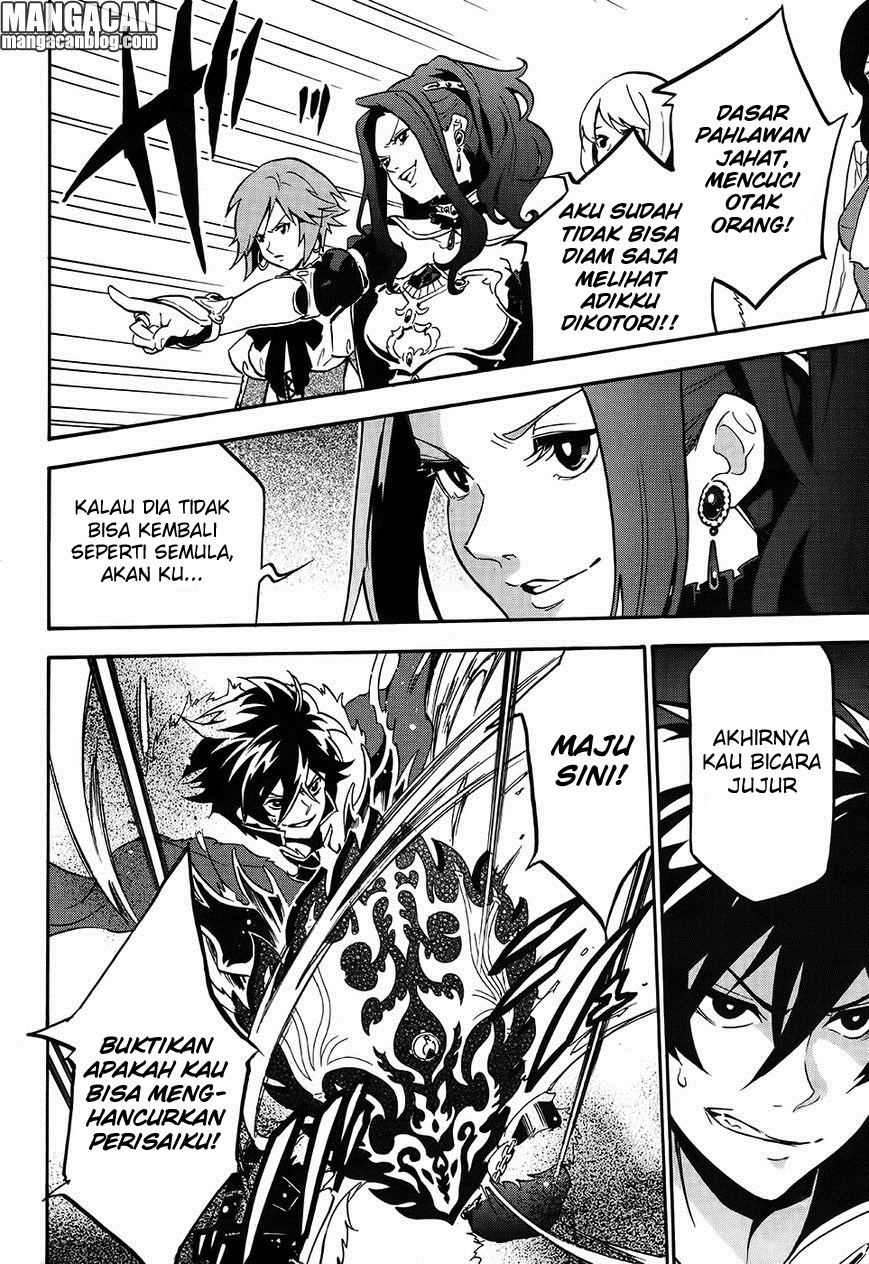 MANGACAN
mangacanblog.com
DASAR
PAHLAWAN
JAHAT,
MENCUCI
OTAK
ORANG!
AKU SUDAH
TIDAK BISA
DIAM SAJA
MELIHAT
ADIKKU
DIKOTORI!!
KALAU DIA TIDAK
BISA KEMBALI
SEPERTI SEMULA,
AKAN KU...
AKHIRNYA
KAU BICARA
JUJUR
MAJU
SINI!
BUKTIKAN
APAKAH KAU
BISA MENG-
HANCURKAN
PERISAIKU!